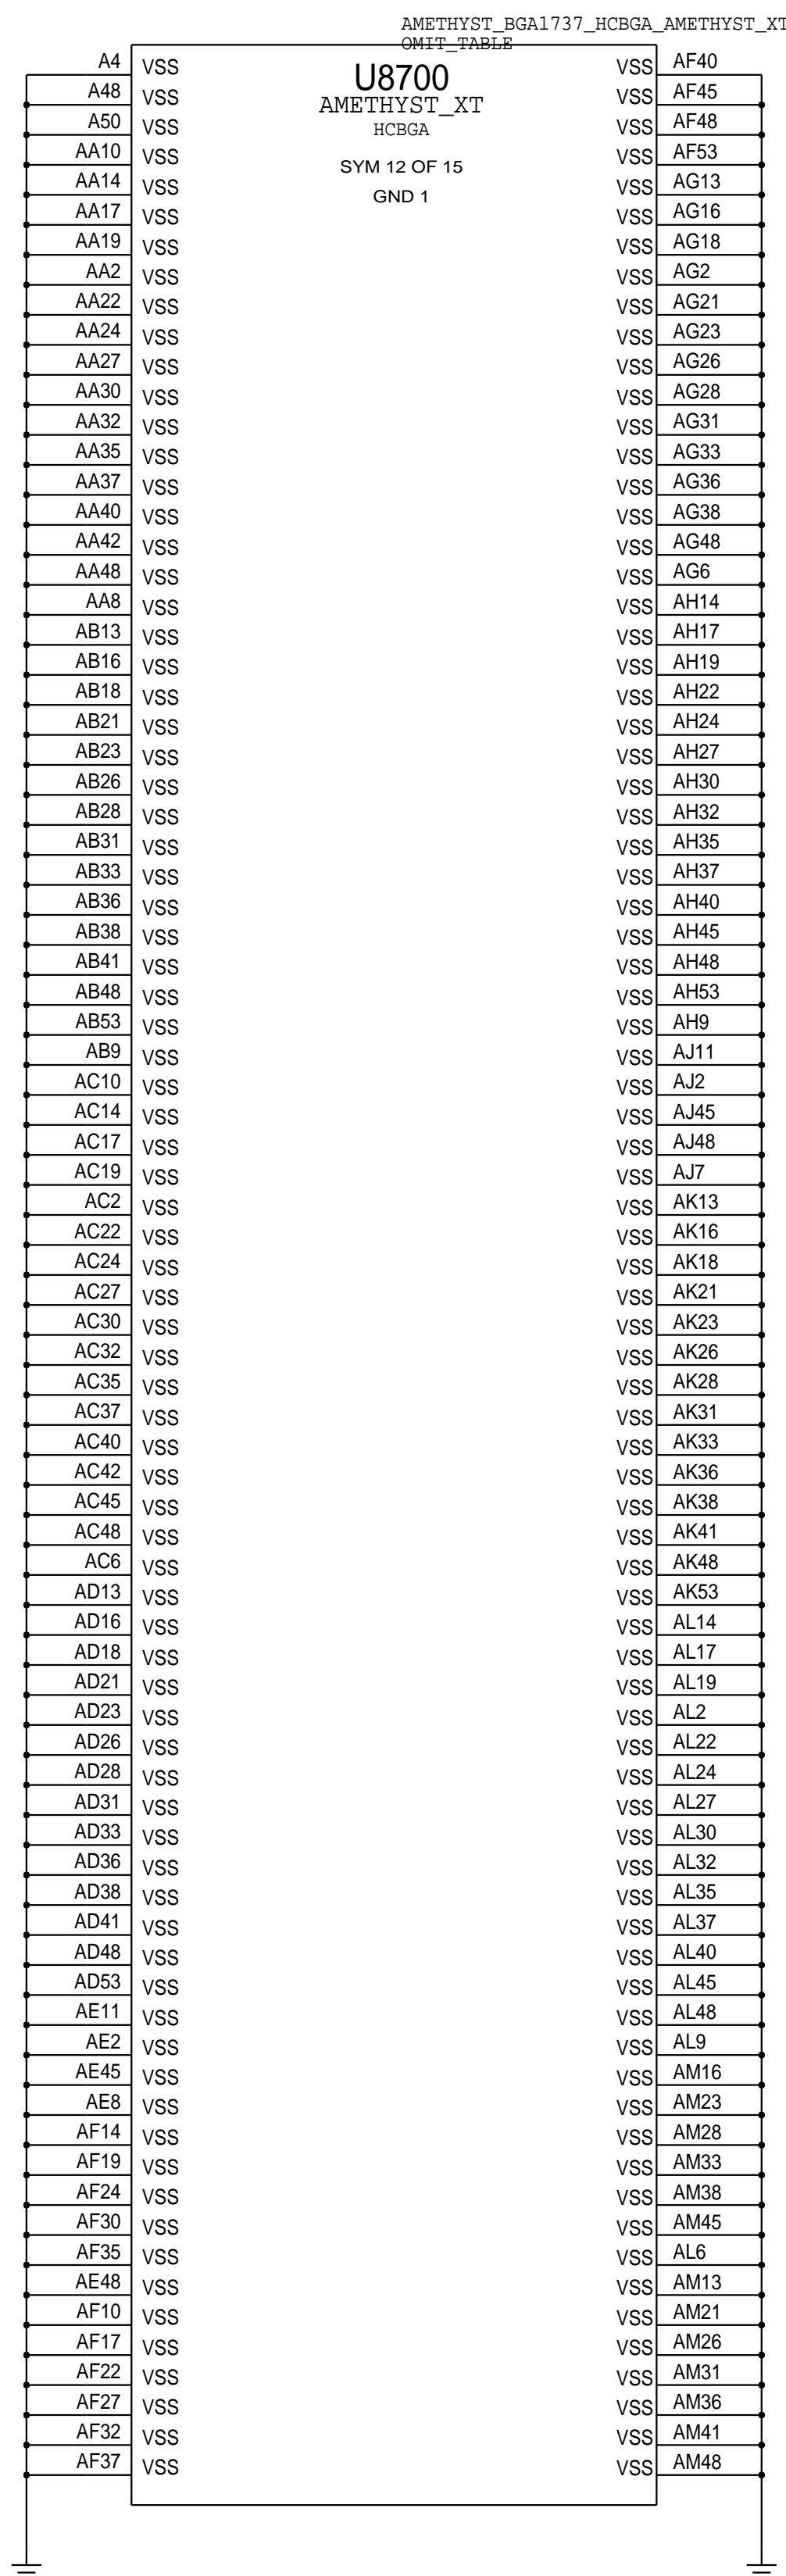 AMETHYST_BGA1737_HCBGA_AMETHYST_XT
OMIT_TABLE
U8700
AMETHYST_XT
HCBGA
SYM 12 OF 15
GND 1
A4 VSS VSS AF40
A48 VSS VSS AF45
A50 VSS VSS AF48
AA10 VSS VSS AF53
AA14 VSS VSS AG13
AA17 VSS VSS AG16
AA19 VSS VSS AG18
AA2 VSS VSS AG2
AA22 VSS VSS AG21
AA24 VSS VSS AG23
AA27 VSS VSS AG26
AA30 VSS VSS AG28
AA32 VSS VSS AG31
AA35 VSS VSS AG33
AA37 VSS VSS AG36
AA40 VSS VSS AG38
AA42 VSS VSS AG48
AA48 VSS VSS AG6
AA8 VSS VSS AH14
AB13 VSS VSS AH17
AB16 VSS VSS AH19
AB18 VSS VSS AH22
AB21 VSS VSS AH24
AB23 VSS VSS AH27
AB26 VSS VSS AH30
AB28 VSS VSS AH32
AB31 VSS VSS AH35
AB33 VSS VSS AH37
AB36 VSS VSS AH40
AB38 VSS VSS AH45
AB41 VSS VSS AH48
AB48 VSS VSS AH53
AB53 VSS VSS AH9
AB9 VSS VSS AJ11
AC10 VSS VSS AJ2
AC14 VSS VSS AJ45
AC17 VSS VSS AJ48
AC19 VSS VSS AJ7
AC2 VSS VSS AK13
AC22 VSS VSS AK16
AC24 VSS VSS AK18
AC27 VSS VSS AK21
AC30 VSS VSS AK23
AC32 VSS VSS AK26
AC35 VSS VSS AK28
AC37 VSS VSS AK31
AC40 VSS VSS AK33
AC42 VSS VSS AK36
AC45 VSS VSS AK38
AC48 VSS VSS AK41
AC6 VSS VSS AK48
AD13 VSS VSS AK53
AD16 VSS VSS AL14
AD18 VSS VSS AL17
AD21 VSS VSS AL19
AD23 VSS VSS AL2
AD26 VSS VSS AL22
AD28 VSS VSS AL24
AD31 VSS VSS AL27
AD33 VSS VSS AL30
AD36 VSS VSS AL32
AD38 VSS VSS AL35
AD41 VSS VSS AL37
AD48 VSS VSS AL40
AD53 VSS VSS AL45
AE11 VSS VSS AL48
AE2 VSS VSS AL9
AE45 VSS VSS AM16
AE8 VSS VSS AM23
AF14 VSS VSS AM28
AF19 VSS VSS AM33
AF24 VSS VSS AM38
AF30 VSS VSS AM45
AF35 VSS VSS AL6
AE48 VSS VSS AM13
AF10 VSS VSS AM21
AF17 VSS VSS AM26
AF22 VSS VSS AM31
AF27 VSS VSS AM36
AF32 VSS VSS AM41
AF37 VSS VSS AM48